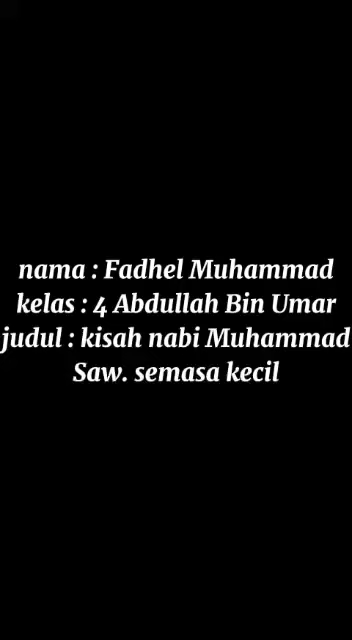 nama : Fadhel Muhammad
kelas : 4 Abdullah Bin Umar
judul : kisah nabi Muhammad
Saw. semasa kecil